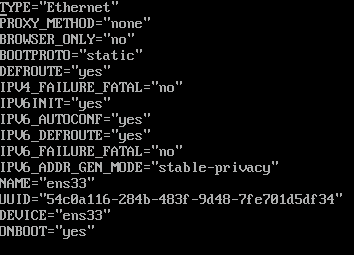 TYPE="Ethernet"
PROXY_METHOD="none"
BROWSER_ONLY="no"
BOOTPROTO="static"
DEFROUTE="yes"
IPV4_FAILURE_FATAL="no"
IPV6INIT="yes"
IPV6_AUTOCONF="yes"
IPV6_DEFROUTE="yes"
IPV6_FAILURE_FATAL="no"
IPV6_ADDR_GEN_MODE="stable-privacy"
NAME="ens33"
UUID="54c0a116-284b-483f-9d48-7fe701d5df34"
DEVICE="ens33"
ONBOOT="yes"